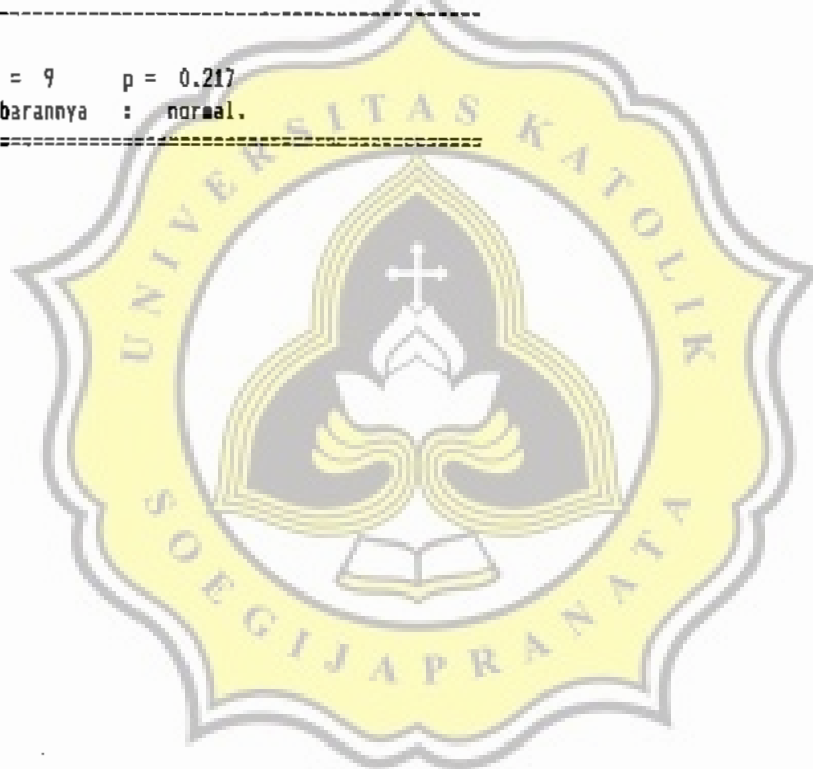 = 9 p = 0.217
barannya : normal.
UNIVERSITAS KATOLIK
SOEGIJAPRANATA